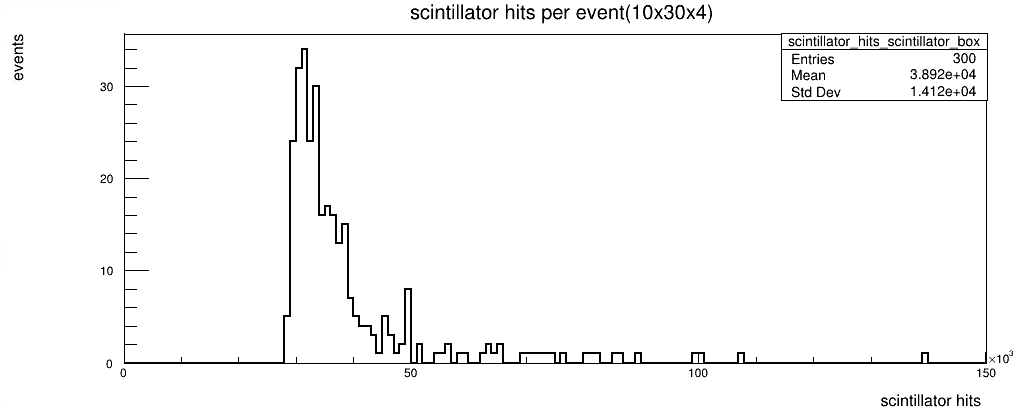 scintillator hits per event(10x30x4)
events
scintillator_hits_scintillator_box
Entries 300
Mean 3.892e+04
Std Dev 1.412e+04
30
20
10
0
0 50 100 150 ×10³
scintillator hits